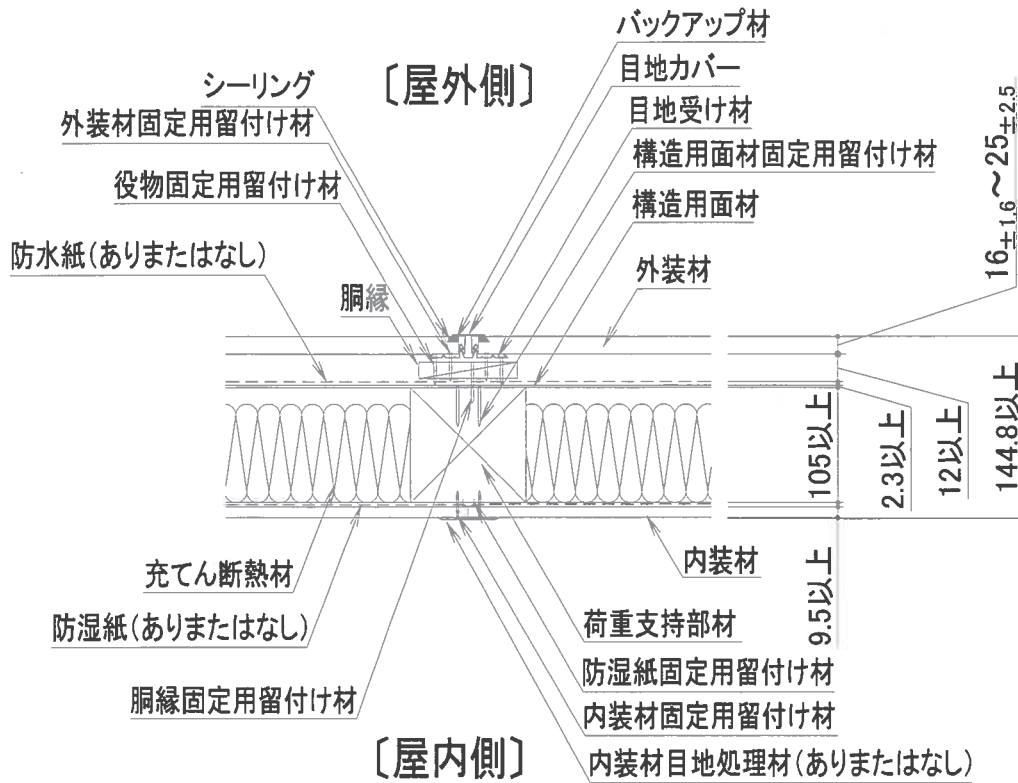 バックアップ材
〔屋外側〕
目地カバー
シーリング
目地受け材
外装材固定用留付け材
構造用面材固定用留付け材
役物固定用留付け材
構造用面材
防水紙(ありまたはなし)
外装材
胴縁
16±1.6～25±2.5
105以上
2.3以上
12以上
144.8以上
充てん断熱材
内装材
9.5以上
防湿紙(ありまたはなし)
荷重支持部材
防湿紙固定用留付け材
胴縁固定用留付け材
内装材固定用留付け材
〔屋内側〕
内装材目地処理材(ありまたはなし)